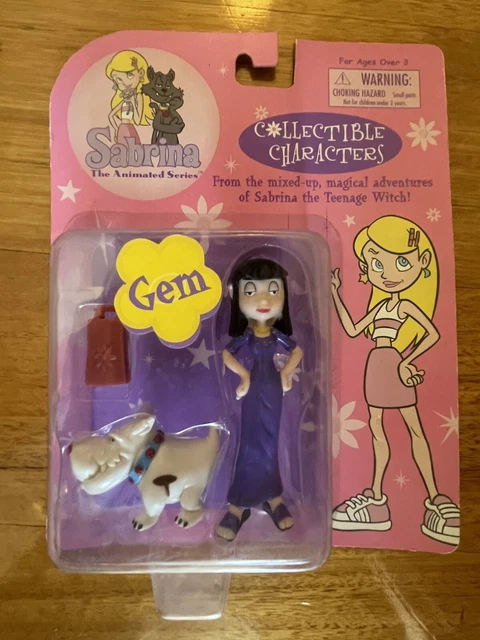 For Ages Over 3
WARNING:
CHOKING HAZARD Small parts
Not for children under 3 years.
Sabrina
The Animated Series™
COLLECTIBLE
CHARACTERS
From the mixed-up, magical adventures
of Sabrina the Teenage Witch!
Gem